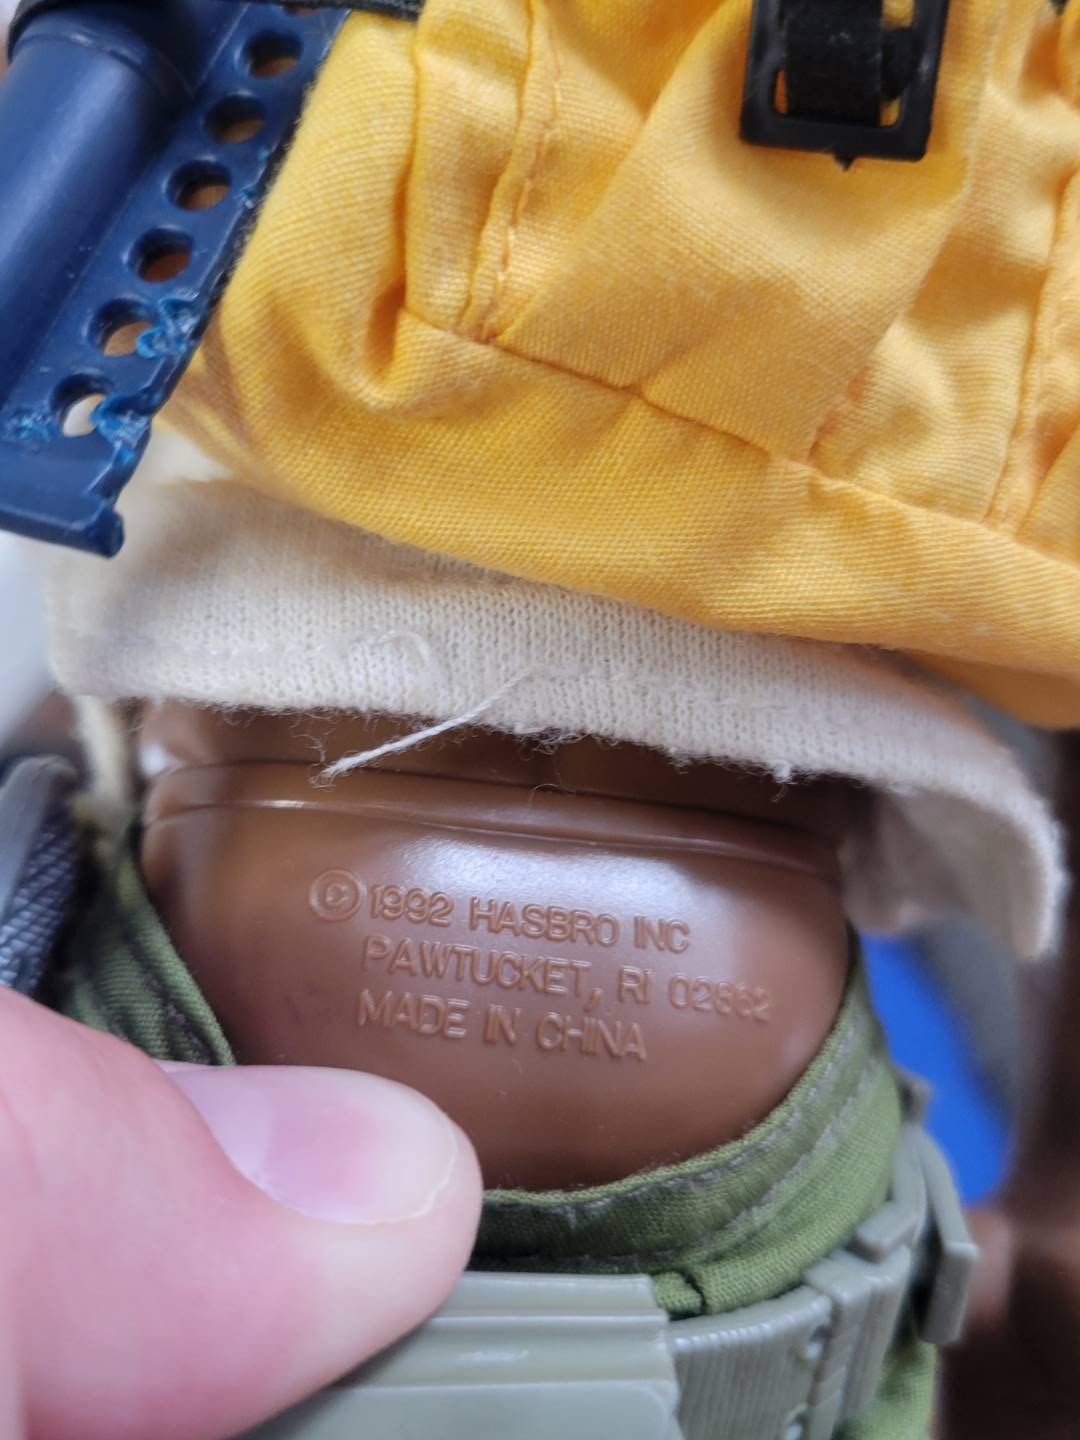 © 1992 HASBRO INC
PAWTUCKET, RI 02862
MADE IN CHINA